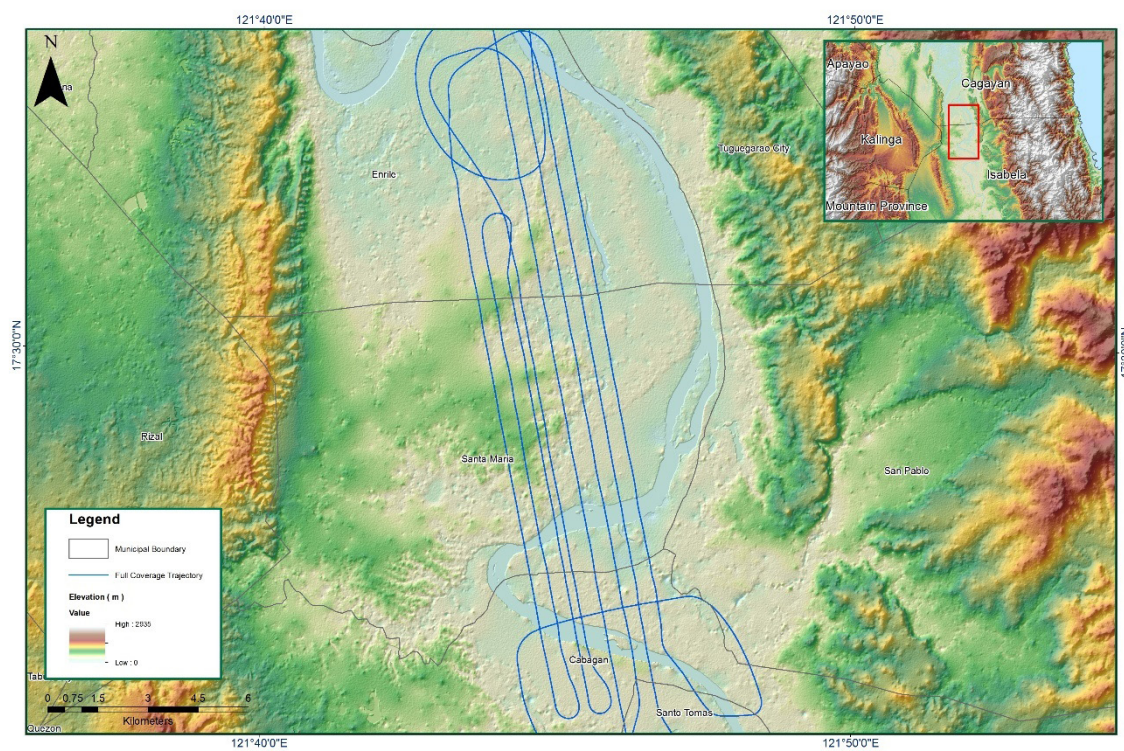 121°40'0"E
121°50'0"E
N
Apayao
Cagayan
Kalinga
Isabela
Mountain Province
Tuguegarao City
Enrile
17°30'0"N
Rizal
Santa Maria
San Pablo
Legend
Municipal Boundary
Full Coverage Trajectory
Elevation ( m )
Value
High : 2935
Low : 0
Cabagan
Santo Tomas
0 0.75 1.5 3 4.5 6
Kilometers
Quezon
121°40'0"E
121°50'0"E